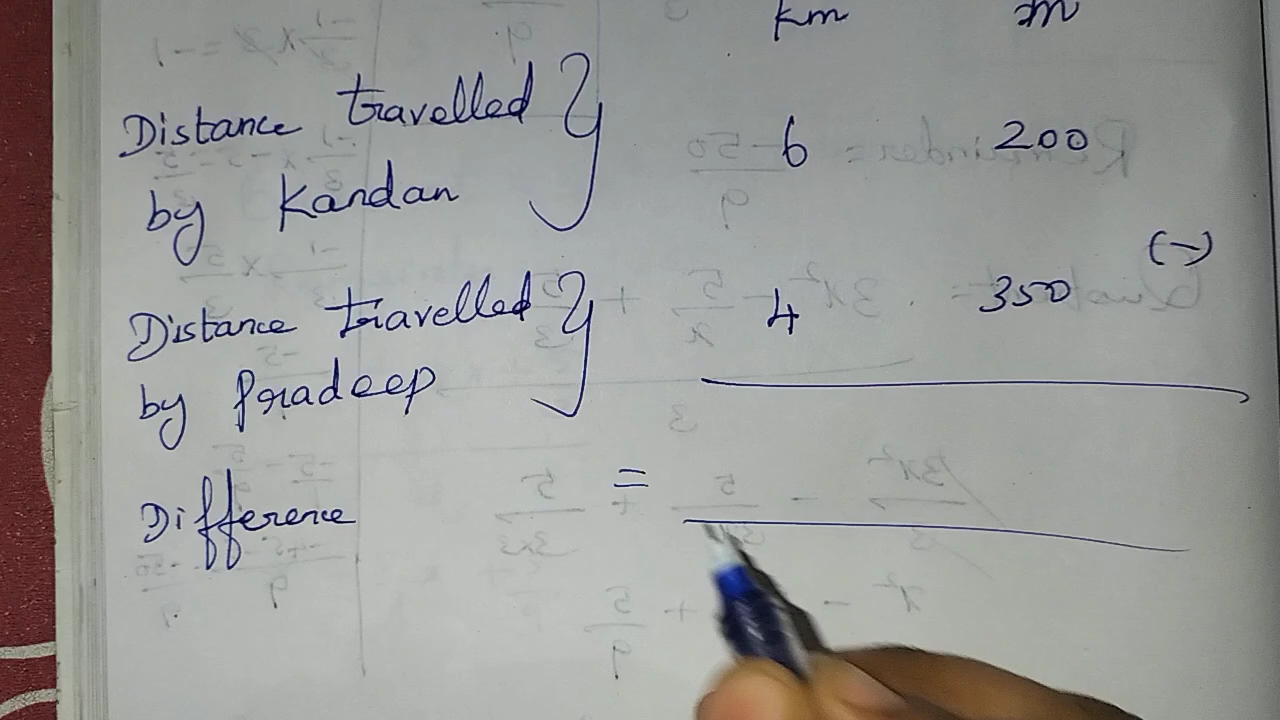 km m
Distance travelled
by Kandan 6 200
Distance travelled
by Pradeep 4 350 (-)
Difference =